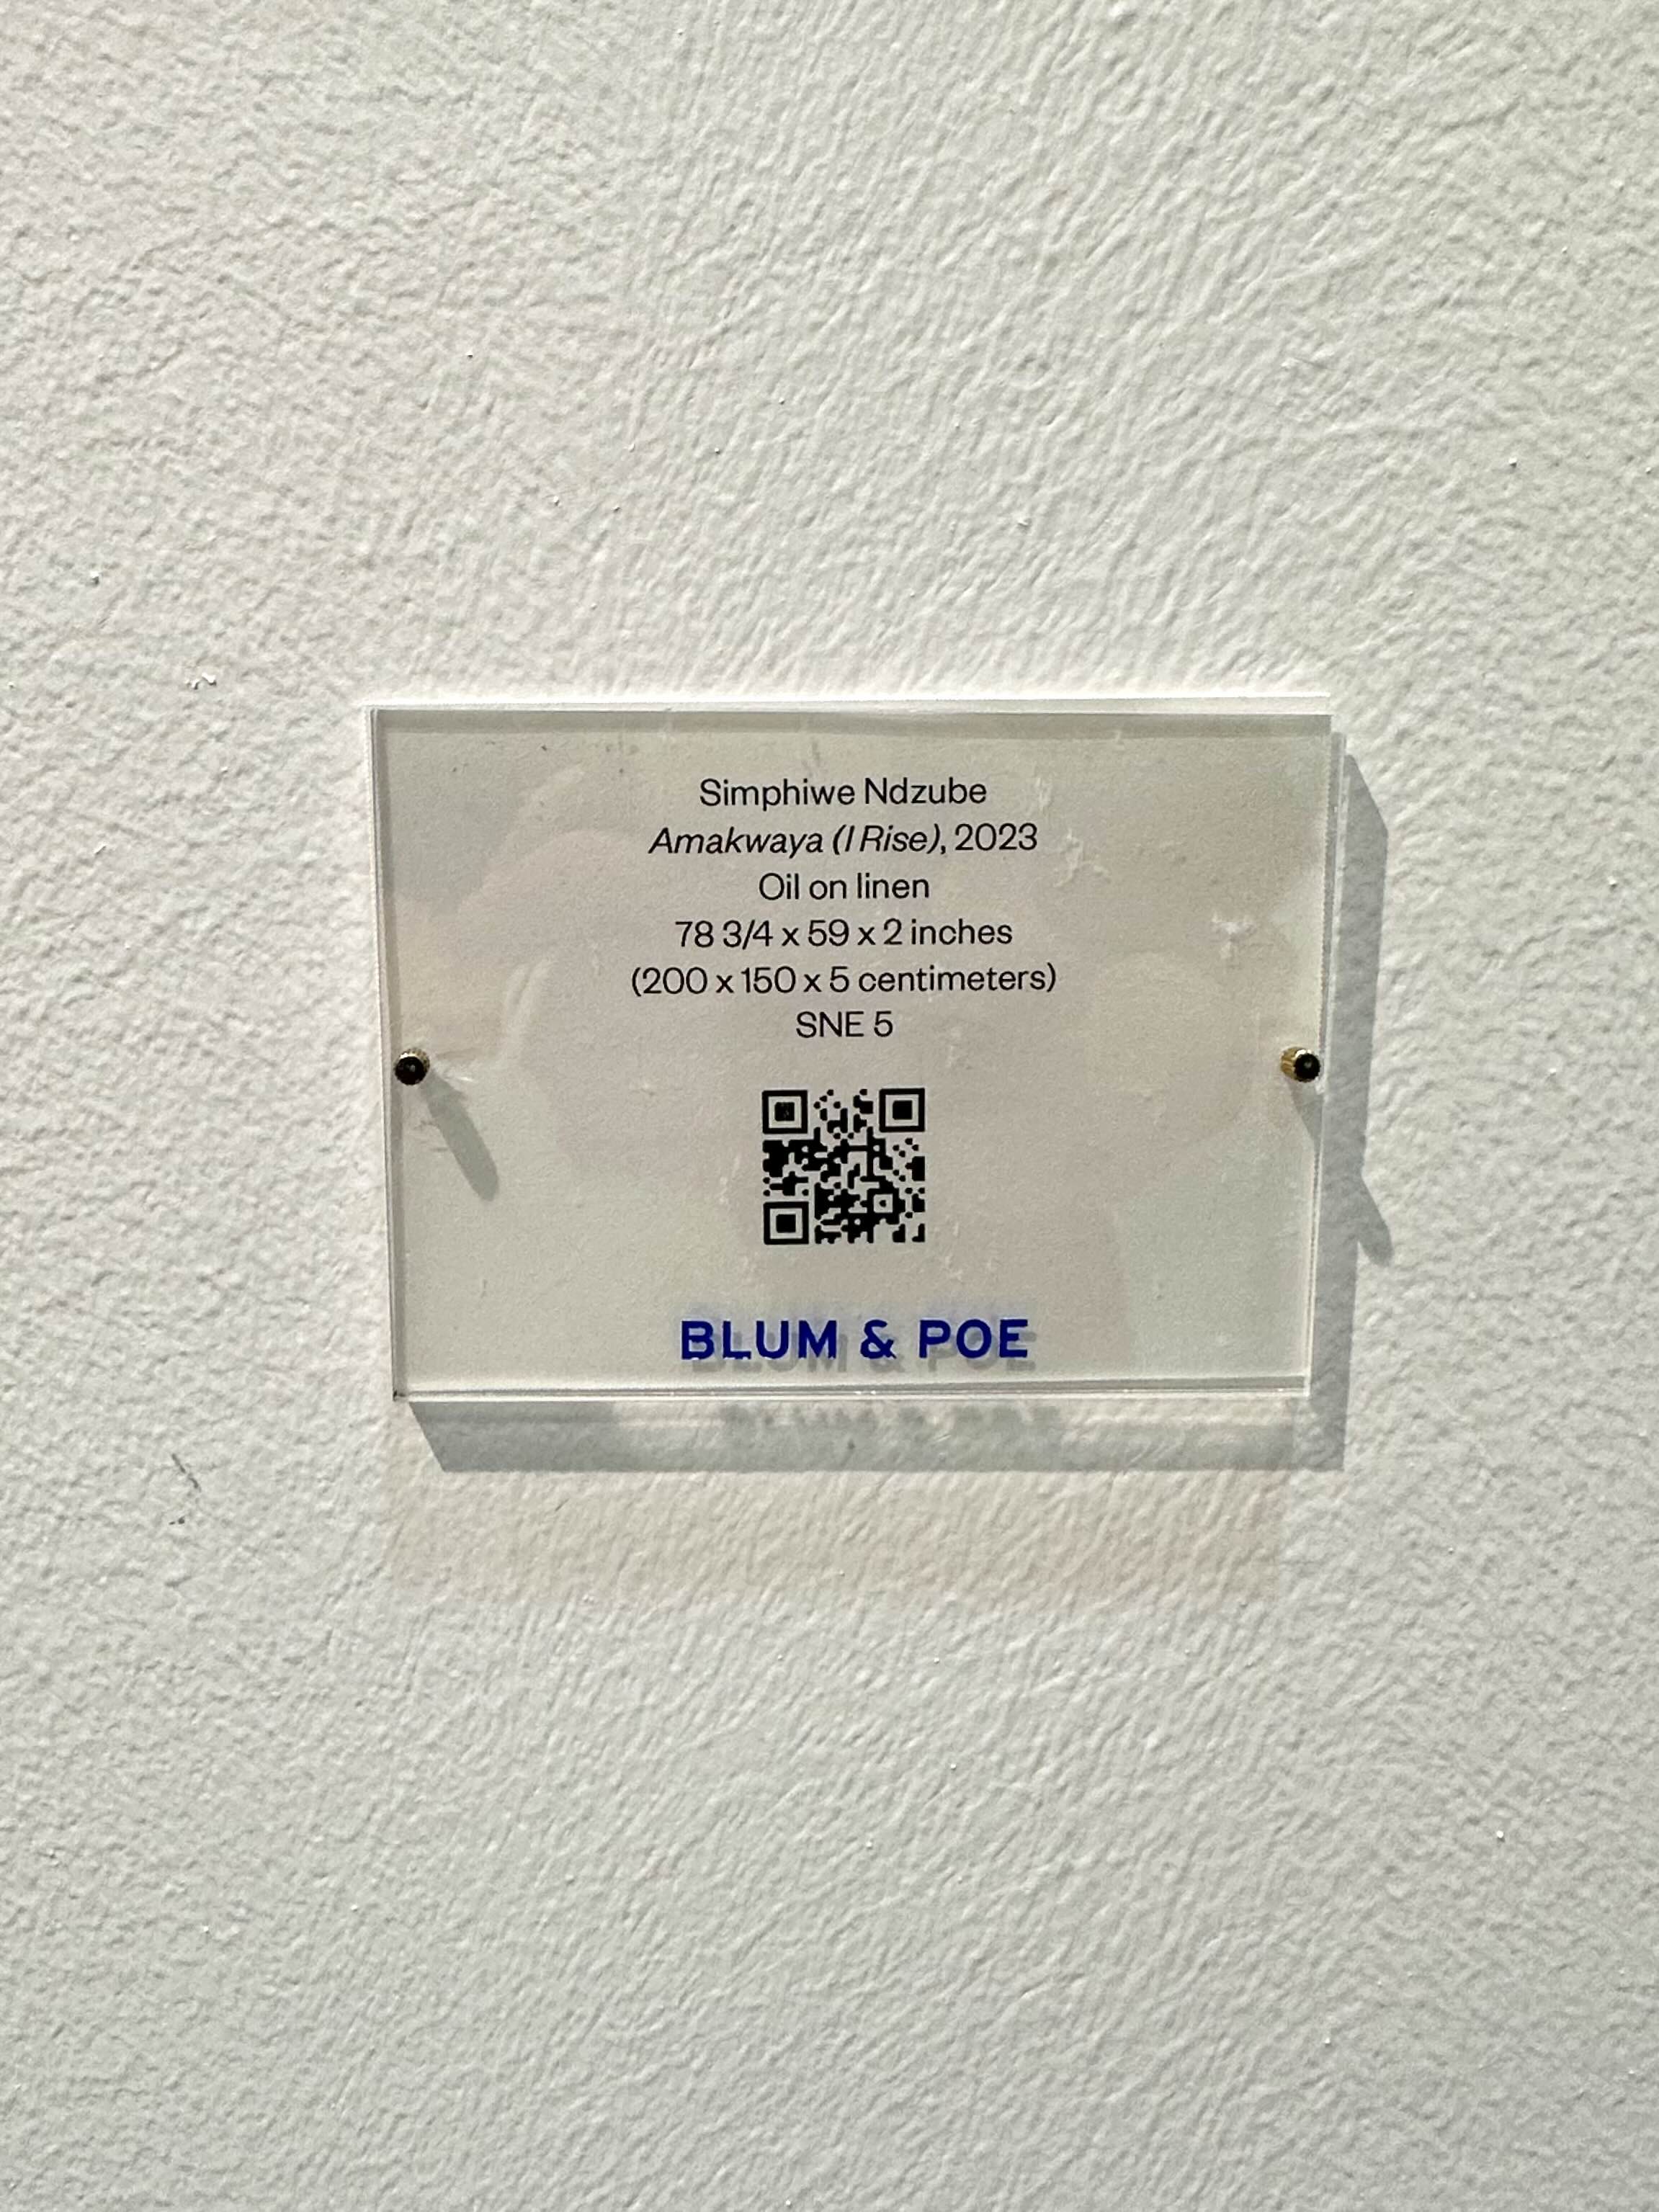 Simphiwe Ndzube
Amakwaya (I Rise), 2023
Oil on linen
78 3/4 x 59 x 2 inches
(200 x 150 x 5 centimeters)
SNE 5
BLUM & POE